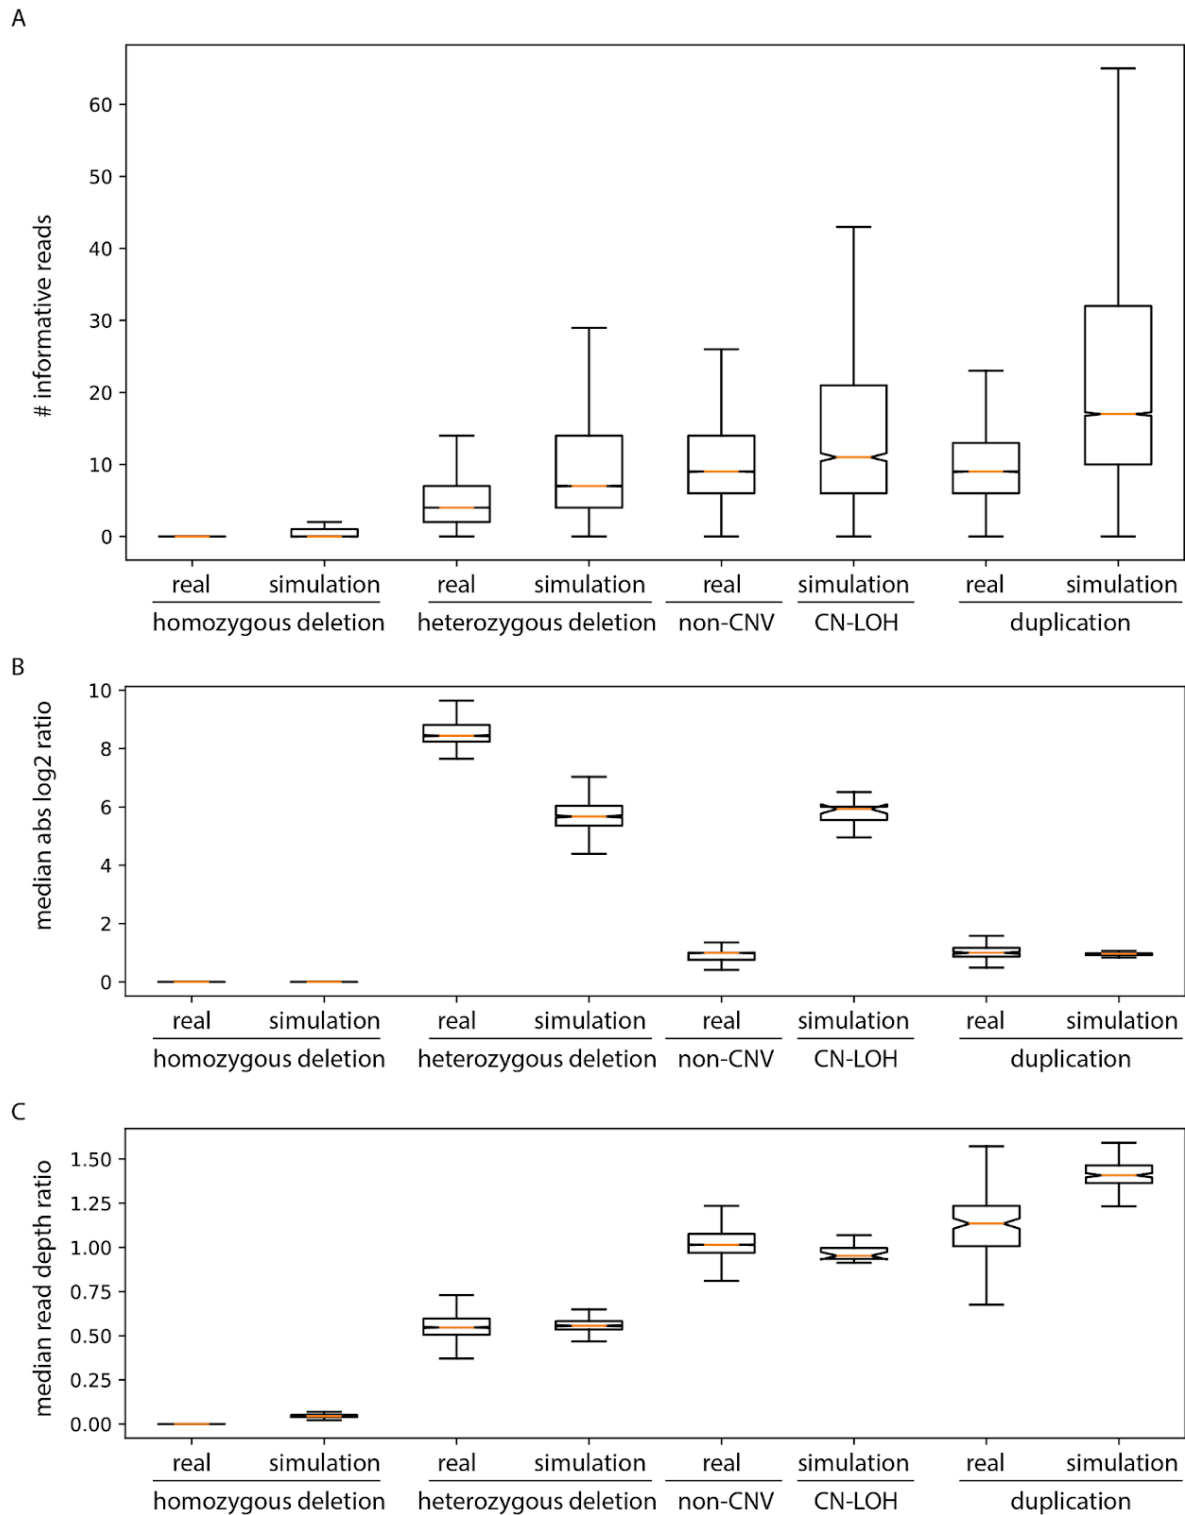 A
# informative reads
60
50
40
30
20
10
0
real simulation real simulation real simulation real simulation
homozygous deletion heterozygous deletion non-CNV CN-LOH duplication
B
median abs log2 ratio
10
8
6
4
2
0
real simulation real simulation real simulation real simulation
homozygous deletion heterozygous deletion non-CNV CN-LOH duplication
C
median read depth ratio
1.50
1.25
1.00
0.75
0.50
0.25
0.00
real simulation real simulation real simulation real simulation
homozygous deletion heterozygous deletion non-CNV CN-LOH duplication